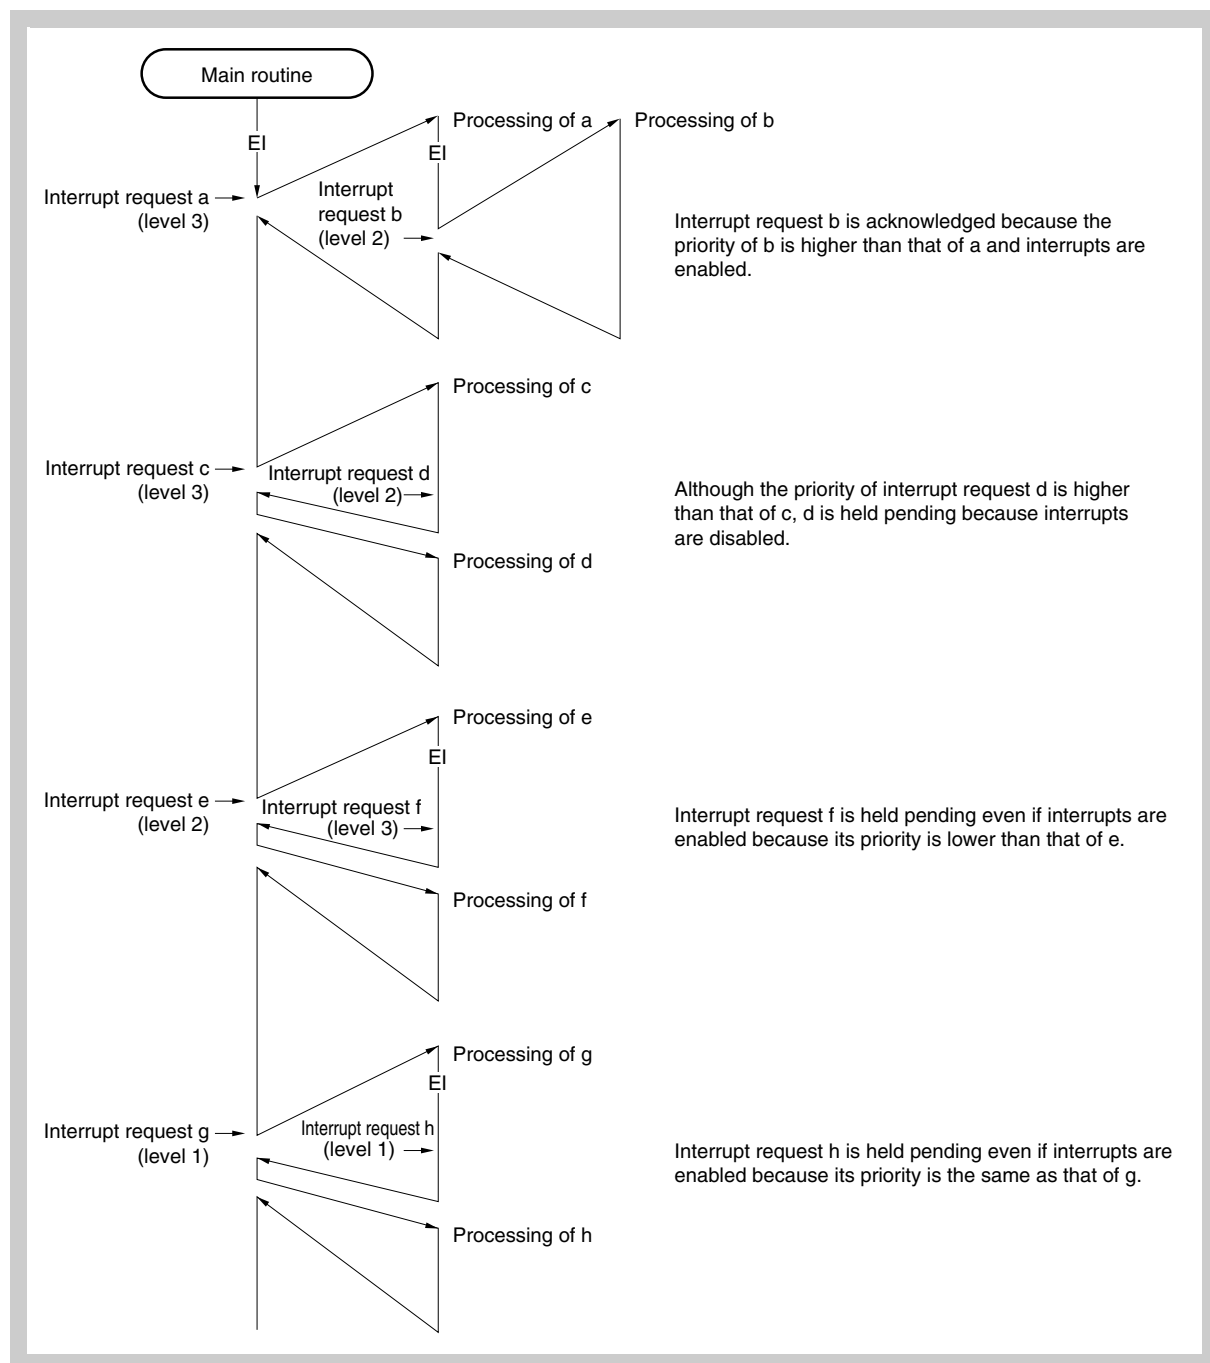 Main routine
EI
Processing of a
Processing of b
EI
Interrupt request a
(level 3)
Interrupt
request b
(level 2)
Interrupt request b is acknowledged because the
priority of b is higher than that of a and interrupts are
enabled.
Processing of c
Interrupt request c
(level 3)
Interrupt request d
(level 2)
Although the priority of interrupt request d is higher
than that of c, d is held pending because interrupts
are disabled.
Processing of d
Processing of e
EI
Interrupt request e
(level 2)
Interrupt request f
(level 3)
Interrupt request f is held pending even if interrupts are
enabled because its priority is lower than that of e.
Processing of f
Processing of g
EI
Interrupt request g
(level 1)
Interrupt request h
(level 1)
Interrupt request h is held pending even if interrupts are
enabled because its priority is the same as that of g.
Processing of h